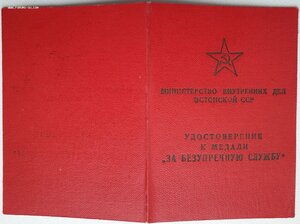 МИНИСТЕРСТВО ВНУТРЕННИХ ДЕЛ
ЭСТОНСКОЙ ССР
УДОСТОВЕРЕНИЕ
К МЕДАЛИ
„ЗА БЕЗУПРЕЧНУЮ СЛУЖБУ“